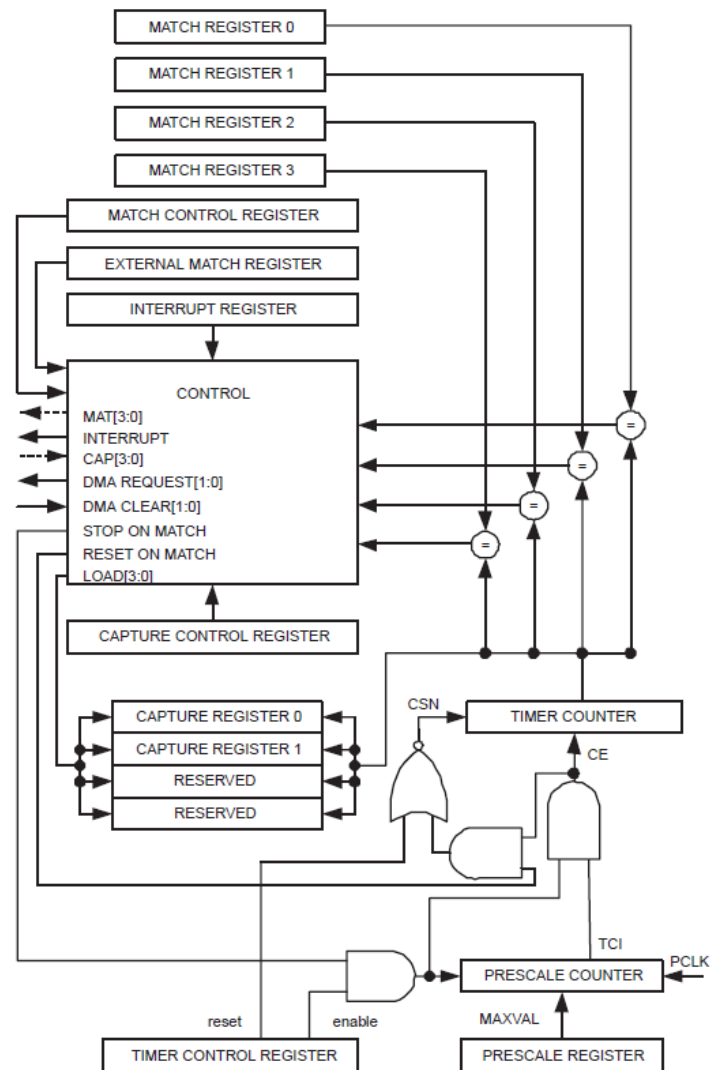 MATCH REGISTER 0
MATCH REGISTER 1
MATCH REGISTER 2
MATCH REGISTER 3
MATCH CONTROL REGISTER
EXTERNAL MATCH REGISTER
INTERRUPT REGISTER
CONTROL
MAT[3:0]
INTERRUPT
CAP[3:0]
DMA REQUEST[1:0]
DMA CLEAR[1:0]
STOP ON MATCH
RESET ON MATCH
LOAD[3:0]
=
=
=
=
CAPTURE CONTROL REGISTER
CSN
TIMER COUNTER
CAPTURE REGISTER 0
CAPTURE REGISTER 1
RESERVED
RESERVED
CE
TCI
PCLK
PRESCALE COUNTER
reset
enable
MAXVAL
TIMER CONTROL REGISTER
PRESCALE REGISTER